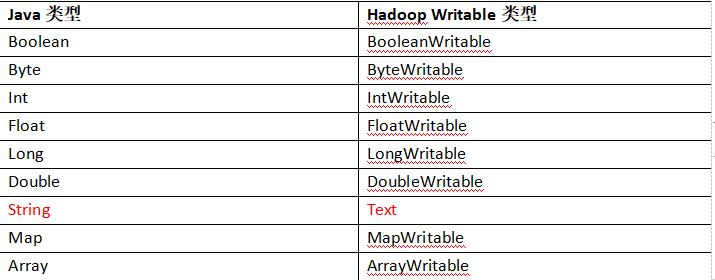 Java 类型 Hadoop Writable 类型
Boolean BooleanWritable
Byte ByteWritable
Int IntWritable
Float FloatWritable
Long LongWritable
Double DoubleWritable
String Text
Map MapWritable
Array ArrayWritable